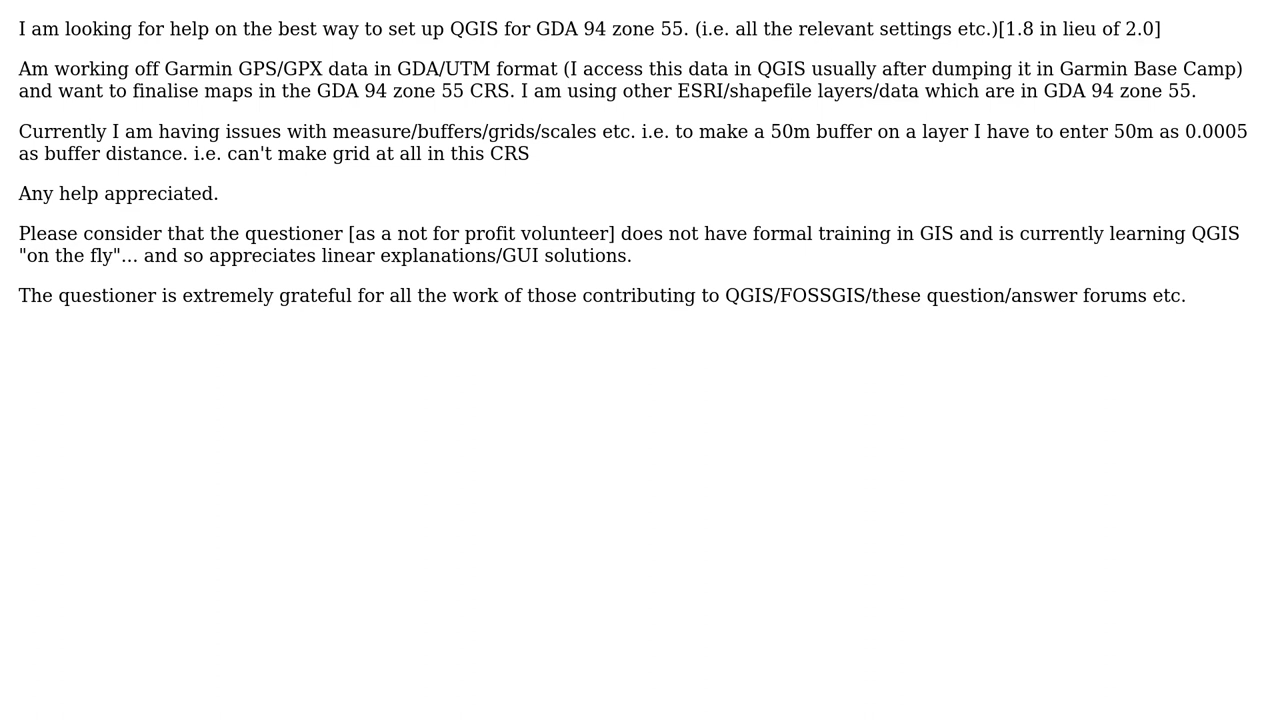 I am looking for help on the best way to set up QGIS for GDA 94 zone 55. (i.e. all the relevant settings etc.)[1.8 in lieu of 2.0]
Am working off Garmin GPS/GPX data in GDA/UTM format (I access this data in QGIS usually after dumping it in Garmin Base Camp)
and want to finalise maps in the GDA 94 zone 55 CRS. I am using other ESRI/shapefile layers/data which are in GDA 94 zone 55.
Currently I am having issues with measure/buffers/grids/scales etc. i.e. to make a 50m buffer on a layer I have to enter 50m as 0.0005
as buffer distance. i.e. can't make grid at all in this CRS
Any help appreciated.
Please consider that the questioner [as a not for profit volunteer] does not have formal training in GIS and is currently learning QGIS
"on the fly"... and so appreciates linear explanations/GUI solutions.
The questioner is extremely grateful for all the work of those contributing to QGIS/FOSSGIS/these question/answer forums etc.